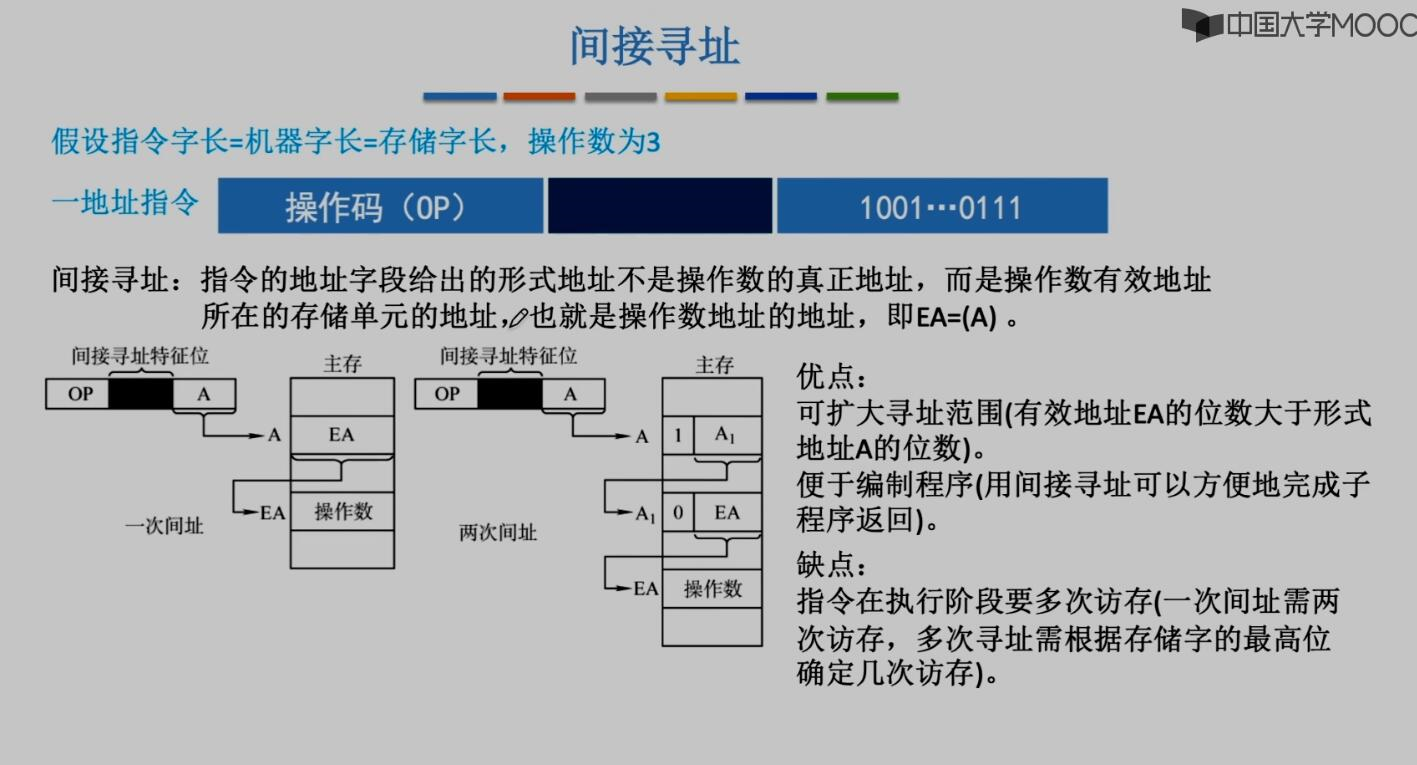 中国大学MOOC
间接寻址
假设指令字长=机器字长=存储字长，操作数为3
一地址指令 操作码（OP） 1001···0111
间接寻址：指令的地址字段给出的形式地址不是操作数的真正地址，而是操作数有效地址
所在的存储单元的地址，也就是操作数地址的地址，即EA=(A) 。
间接寻址特征位
主存
OP A
A EA
EA 操作数
一次间址
间接寻址特征位
主存
OP A
A 1 A₁
A₁ 0 EA
EA 操作数
两次间址
优点：
可扩大寻址范围(有效地址EA的位数大于形式
地址A的位数)。
便于编制程序(用间接寻址可以方便地完成子
程序返回)。
缺点：
指令在执行阶段要多次访存(一次间址需两
次访存，多次寻址需根据存储字的最高位
确定几次访存)。